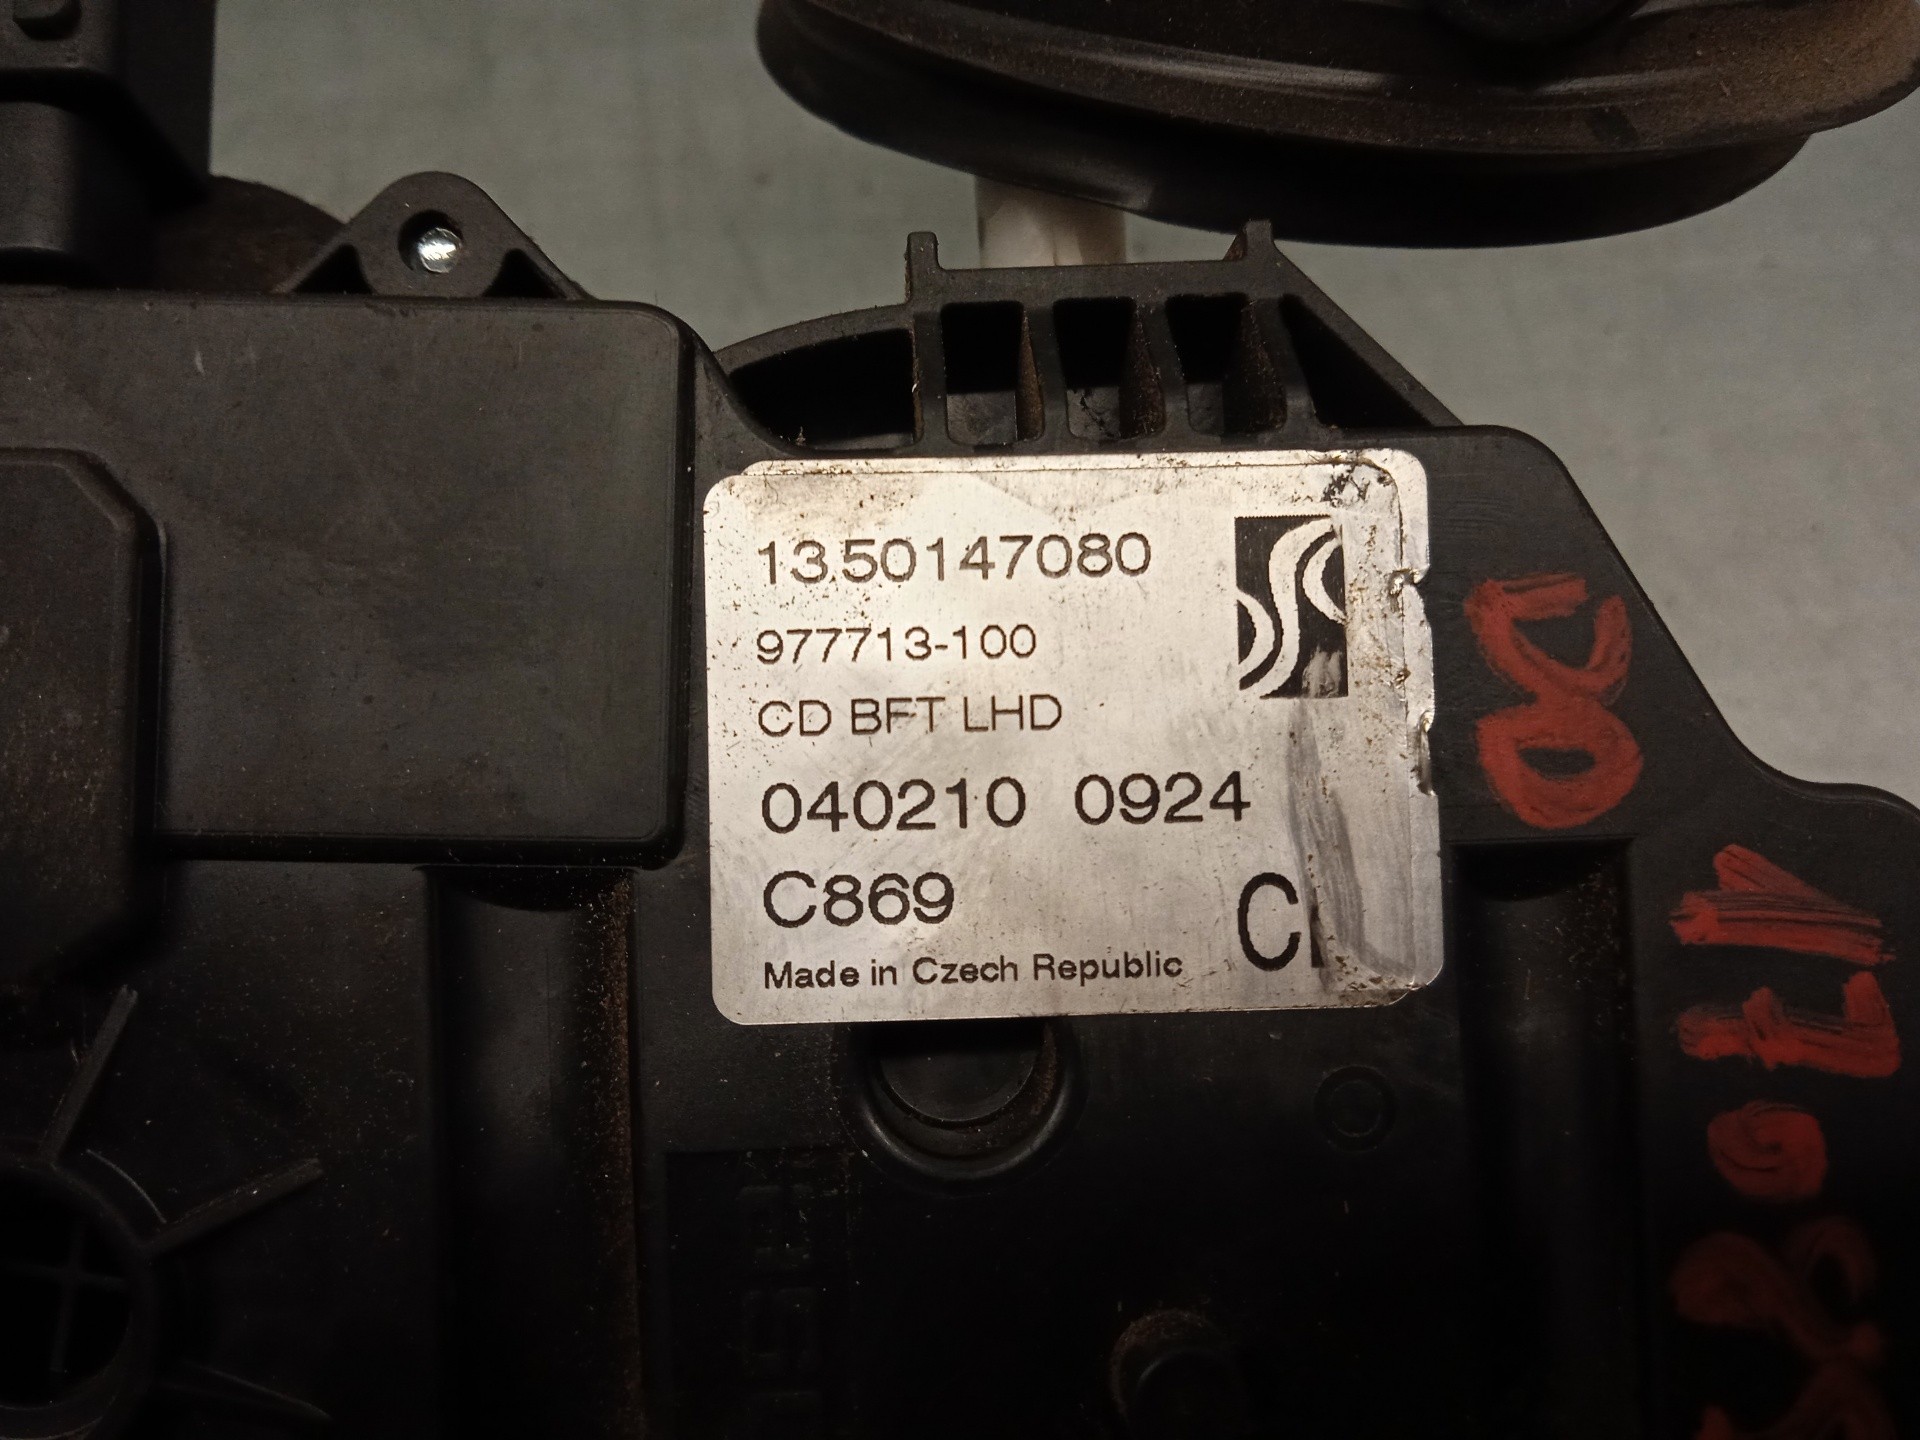 13.50147080
977713-100
CD BFT LHD
040210 0924
C869
Made in Czech Republic